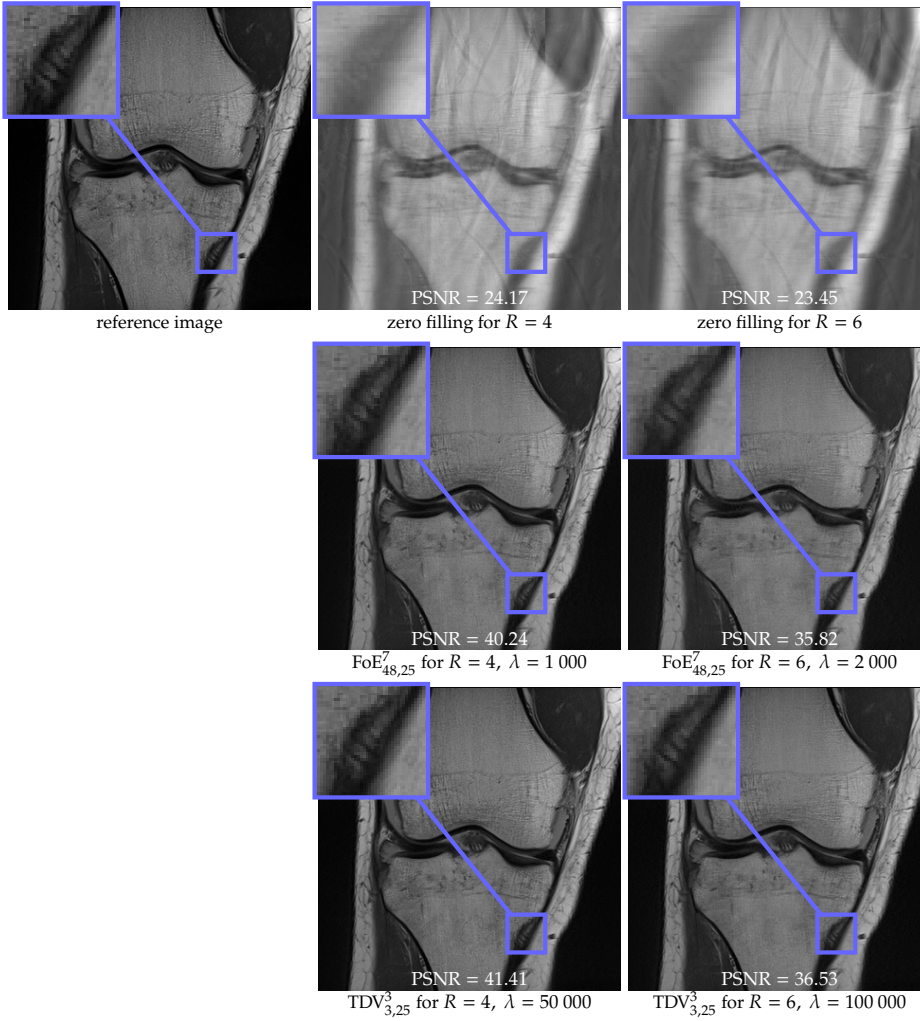 PSNR = 24.17
PSNR = 23.45
reference image
zero filling for R = 4
zero filling for R = 6
PSNR = 40.24
PSNR = 35.82
FoE⁷₄₈,₂₅ for R = 4, λ = 1 000
FoE⁷₄₈,₂₅ for R = 6, λ = 2 000
PSNR = 41.41
PSNR = 36.53
TDV³₃,₂₅ for R = 4, λ = 50 000
TDV³₃,₂₅ for R = 6, λ = 100 000